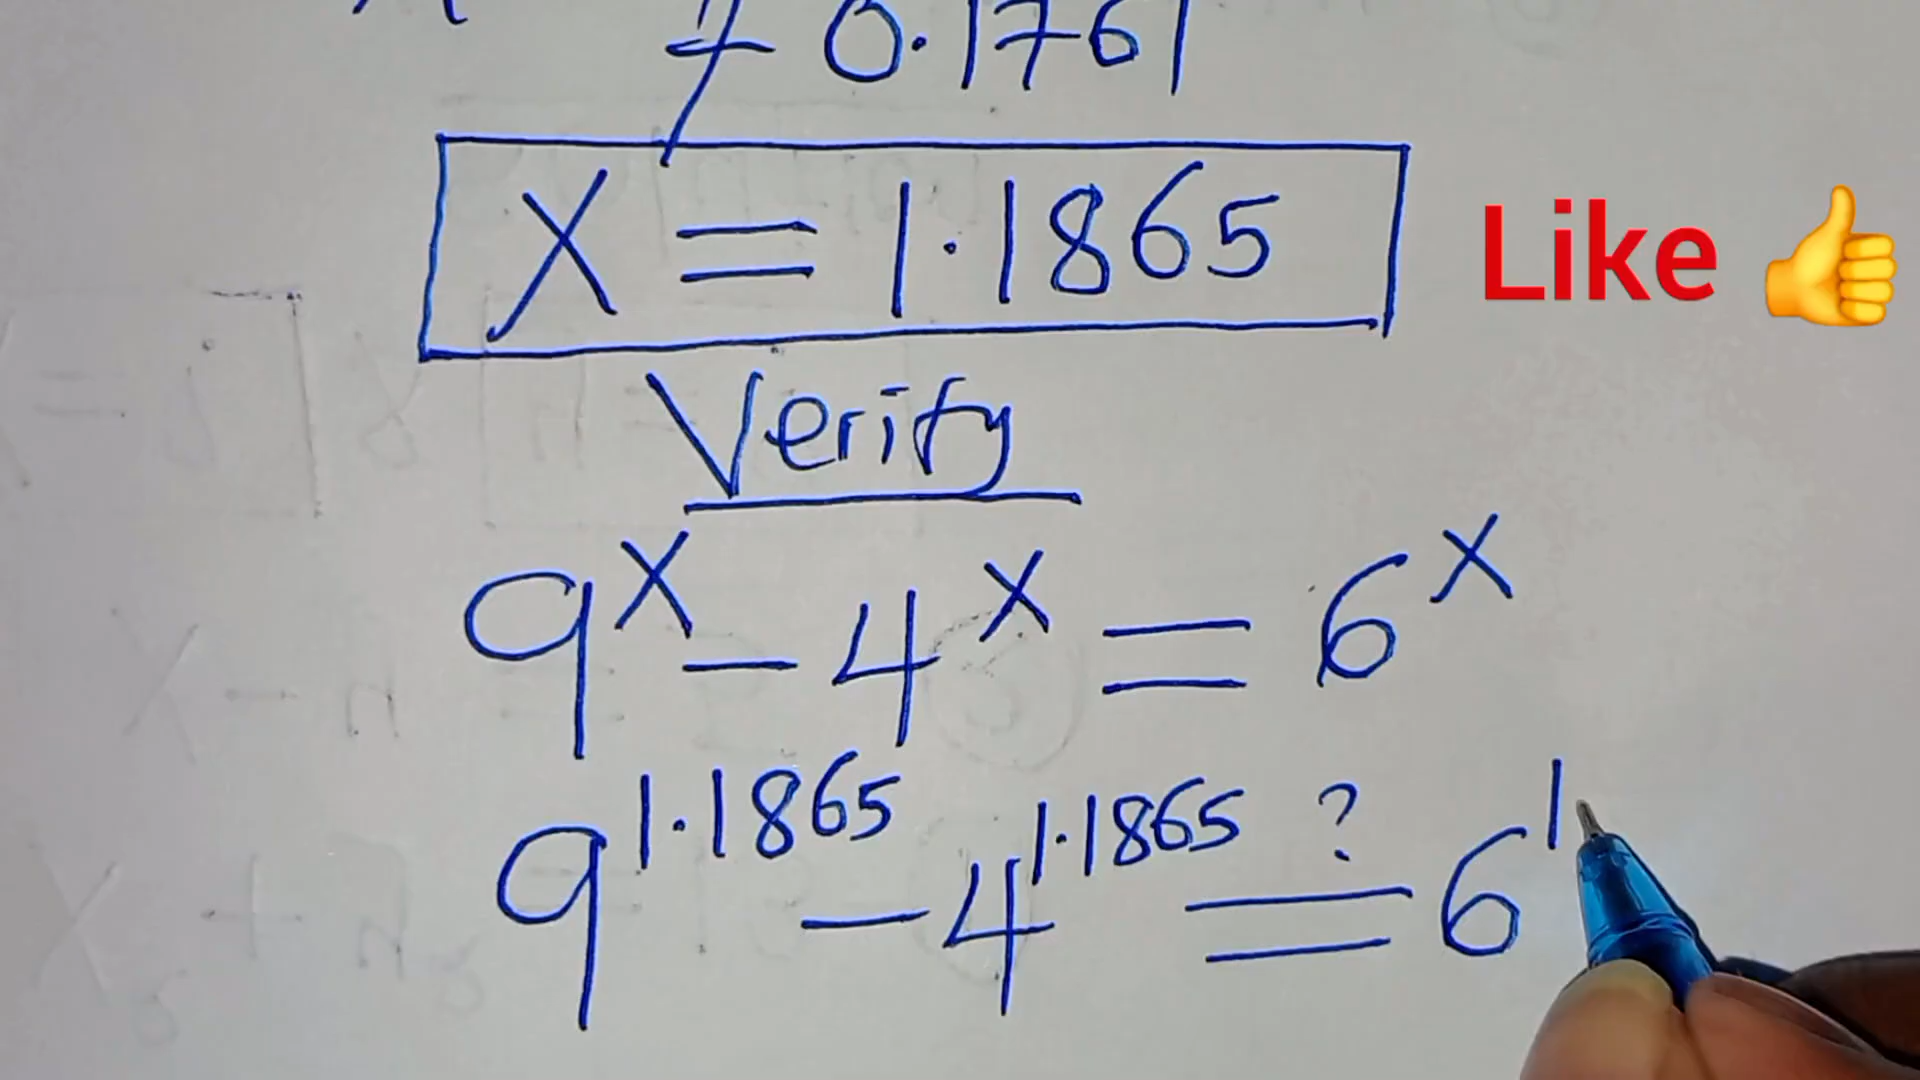 0.1761
X = 1.1865
Like 👍
Verify
9^x - 4^x = 6^x
9^1.1865 - 4^1.1865 ?= 6^1